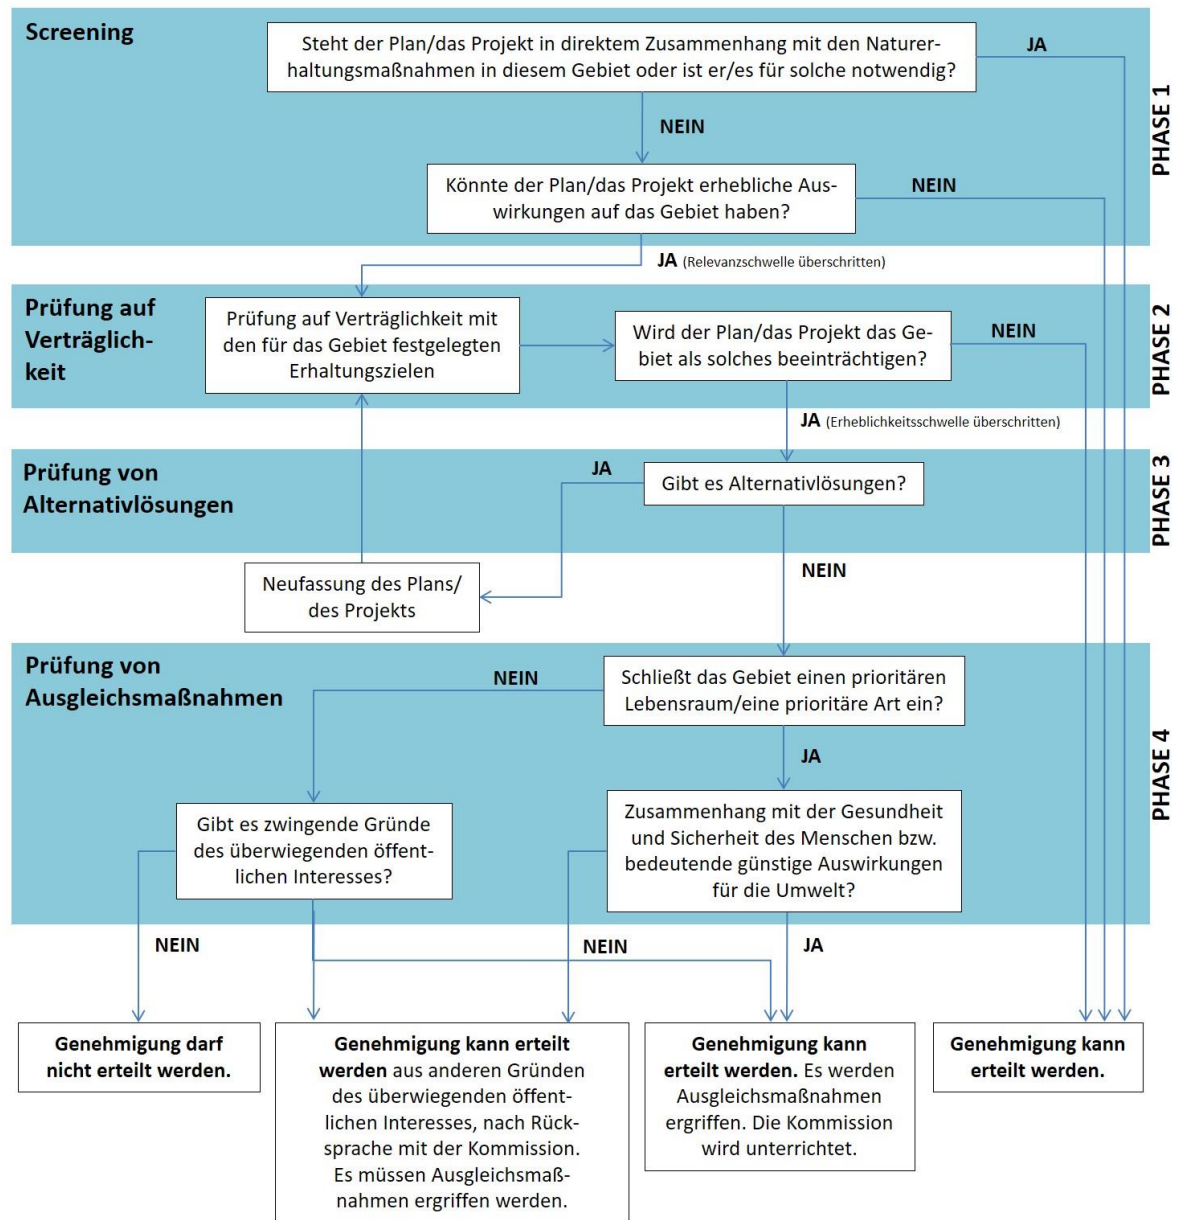 Screening
Steht der Plan/das Projekt in direktem Zusammenhang mit den Naturer-
haltungsmaßnahmen in diesem Gebiet oder ist er/es für solche notwendig?
JA
PHASE 1
NEIN
Könnte der Plan/das Projekt erhebliche Aus-
wirkungen auf das Gebiet haben?
NEIN
JA (Relevanzschwelle überschritten)
Prüfung auf
Verträglich-
keit
Prüfung auf Verträglichkeit mit
den für das Gebiet festgelegten
Erhaltungszielen
Wird der Plan/das Projekt das Ge-
biet als solches beeinträchtigen?
NEIN
PHASE 2
JA (Erheblichkeitsschwelle überschritten)
Prüfung von
Alternativlösungen
JA
Gibt es Alternativlösungen?
PHASE 3
Neufassung des Plans/
des Projekts
NEIN
Prüfung von
Ausgleichsmaßnahmen
NEIN
Schließt das Gebiet einen prioritären
Lebensraum/eine prioritäre Art ein?
JA
PHASE 4
Gibt es zwingende Gründe
des überwiegenden öffent-
lichen Interesses?
Zusammenhang mit der Gesundheit
und Sicherheit des Menschen bzw.
bedeutende günstige Auswirkungen
für die Umwelt?
NEIN
NEIN
JA
Genehmigung darf
nicht erteilt werden.
Genehmigung kann erteilt
werden aus anderen Gründen
des überwiegenden öffent-
lichen Interesses, nach Rück-
sprache mit der Kommission.
Es müssen Ausgleichsmaß-
nahmen ergriffen werden.
Genehmigung kann
erteilt werden. Es werden
Ausgleichsmaßnahmen
ergriffen. Die Kommission
wird unterrichtet.
Genehmigung kann
erteilt werden.